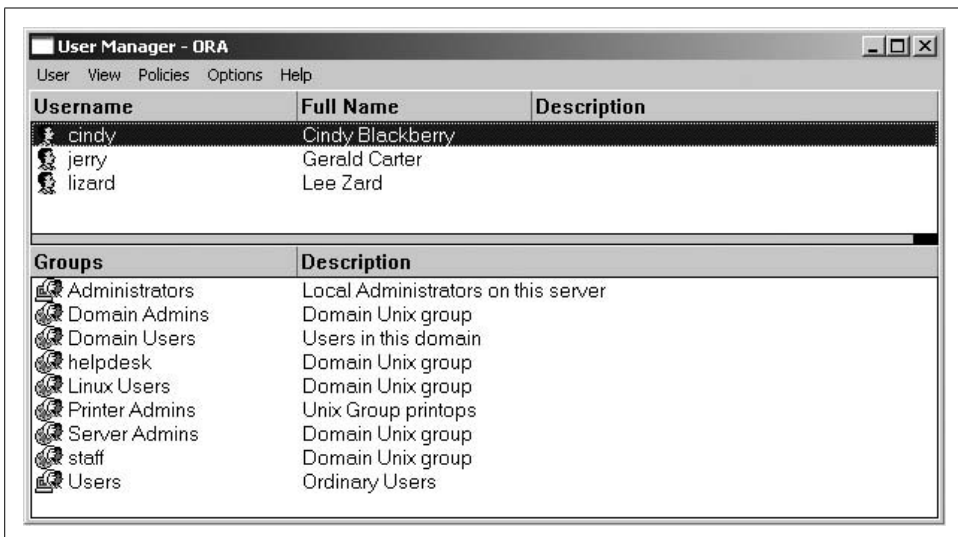 User Manager - ORA
User View Policies Options Help
Username Full Name Description
cindy Cindy Blackberry
jerry Gerald Carter
lizard Lee Zard
Groups Description
Administrators Local Administrators on this server
Domain Admins Domain Unix group
Domain Users Users in this domain
helpdesk Domain Unix group
Linux Users Domain Unix group
Printer Admins Unix Group printops
Server Admins Domain Unix group
staff Domain Unix group
Users Ordinary Users